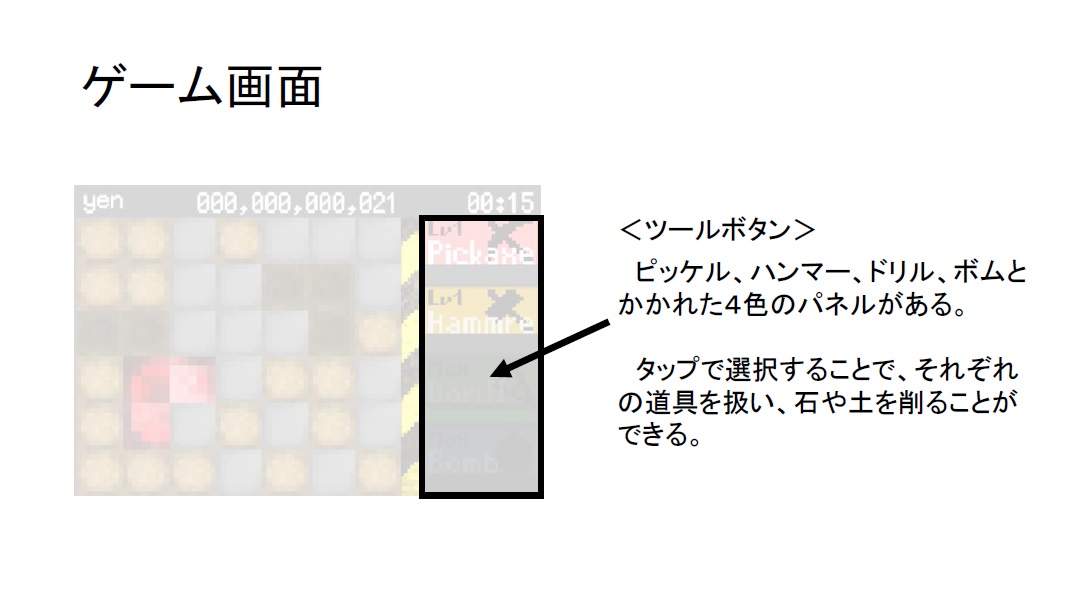 ゲーム画面
yen 000,000,000,021 00:15
Lv1
Pickaxe
Lv1
Hammre
Bomb
＜ツールボタン＞
ピッケル、ハンマー、ドリル、ボムと
かかれた４色のパネルがある。
タップで選択することで、それぞれ
の道具を扱い、石や土を削ることが
できる。